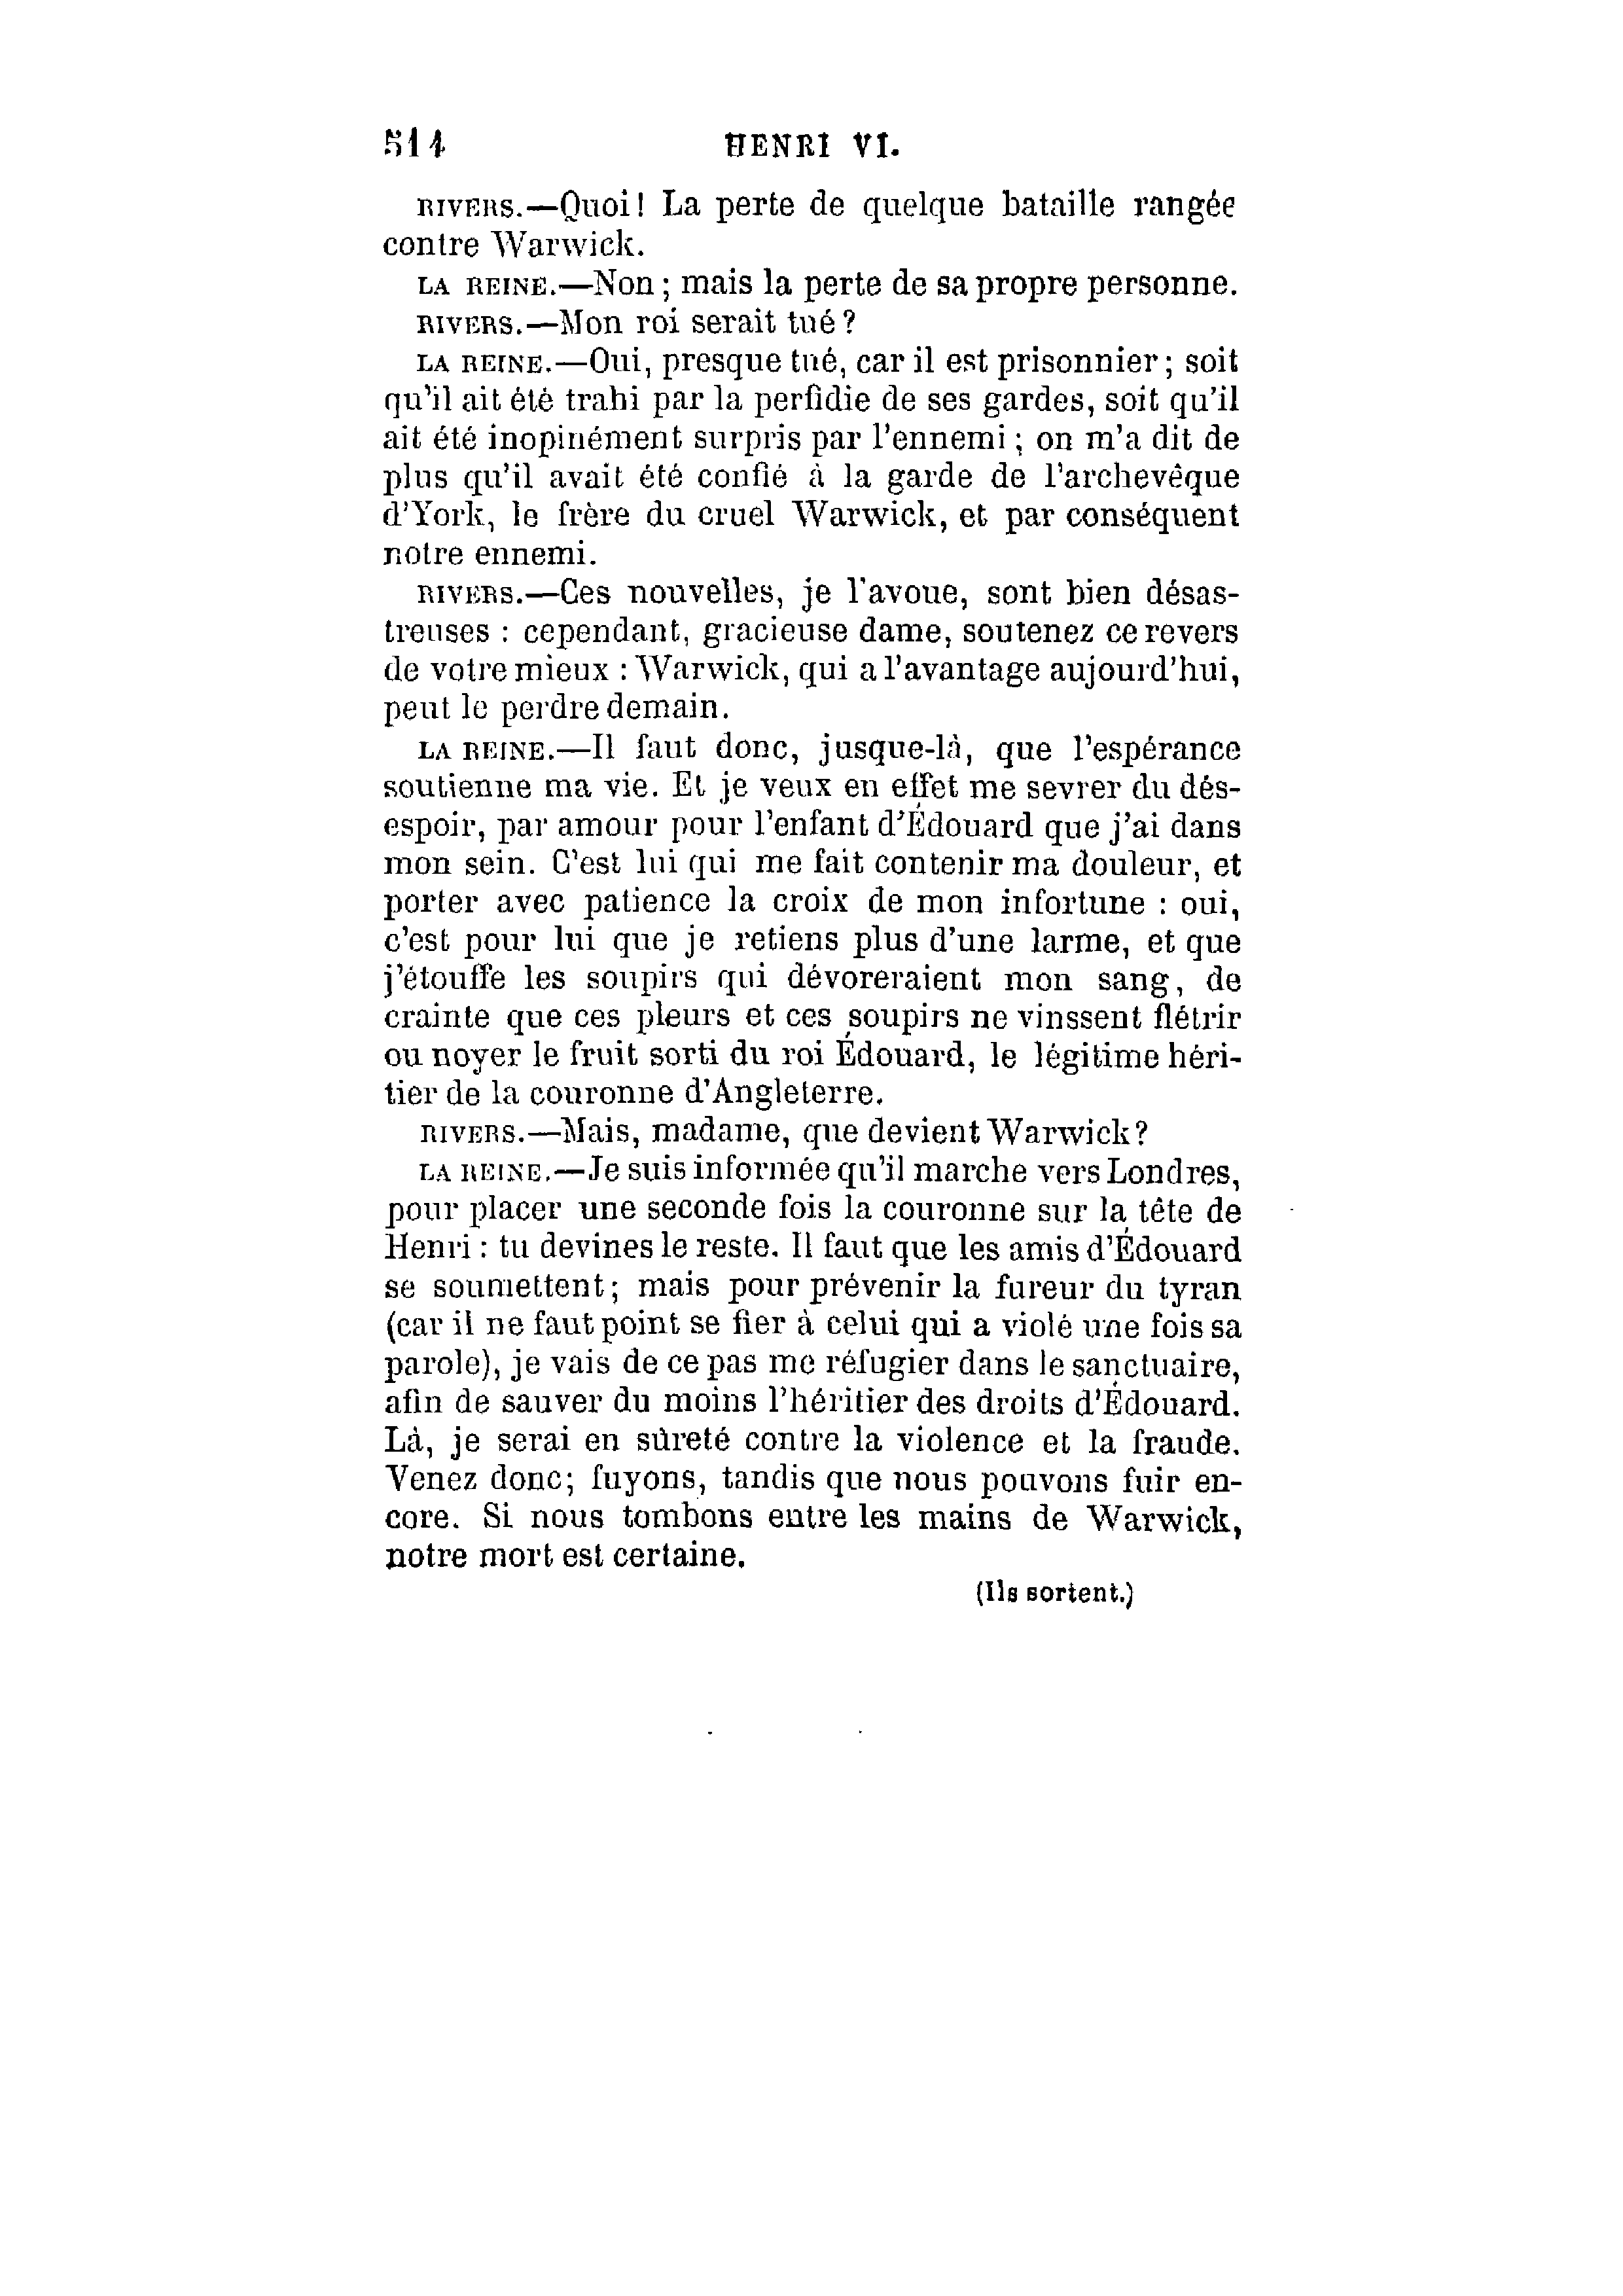 514 HENRI VI.
RIVERS.—Quoi! La perte de quelque bataille rangée
contre Warwick.
LA REINE.—Non; mais la perte de sa propre personne.
RIVERS.—Mon roi serait tué?
LA REINE.—Oui, presque tué, car il est prisonnier; soit
qu'il ait été trahi par la perfidie de ses gardes, soit qu'il
ait été inopinément surpris par l'ennemi; on m'a dit de
plus qu'il avait été confié à la garde de l'archevêque
d'York, le frère du cruel Warwick, et par conséquent
notre ennemi.
RIVERS.—Ces nouvelles, je l'avoue, sont bien désas-
treuses : cependant, gracieuse dame, soutenez ce revers
de votre mieux : Warwick, qui a l'avantage aujourd'hui,
peut le perdre demain.
LA REINE.—Il faut donc, jusque-là, que l'espérance
soutienne ma vie. Et je veux en effet me sevrer du dés-
espoir, par amour pour l'enfant d'Édouard que j'ai dans
mon sein. C'est lui qui me fait contenir ma douleur, et
porter avec patience la croix de mon infortune : oui,
c'est pour lui que je retiens plus d'une larme, et que
j'étouffe les soupirs qui dévoreraient mon sang, de
crainte que ces pleurs et ces soupirs ne vinssent flétrir
ou noyer le fruit sorti du roi Édouard, le légitime héri-
tier de la couronne d'Angleterre.
RIVERS.—Mais, madame, que devient Warwick?
LA REINE.—Je suis informée qu'il marche vers Londres,
pour placer une seconde fois la couronne sur la tête de
Henri : tu devines le reste. Il faut que les amis d'Édouard
se soumettent; mais pour prévenir la fureur du tyran
(car il ne faut point se fier à celui qui a violé une fois sa
parole), je vais de ce pas me réfugier dans le sanctuaire,
afin de sauver du moins l'héritier des droits d'Édouard.
Là, je serai en sûreté contre la violence et la fraude.
Venez donc; fuyons, tandis que nous pouvons fuir en-
core. Si nous tombons entre les mains de Warwick,
notre mort est certaine.
(Ils sortent.)